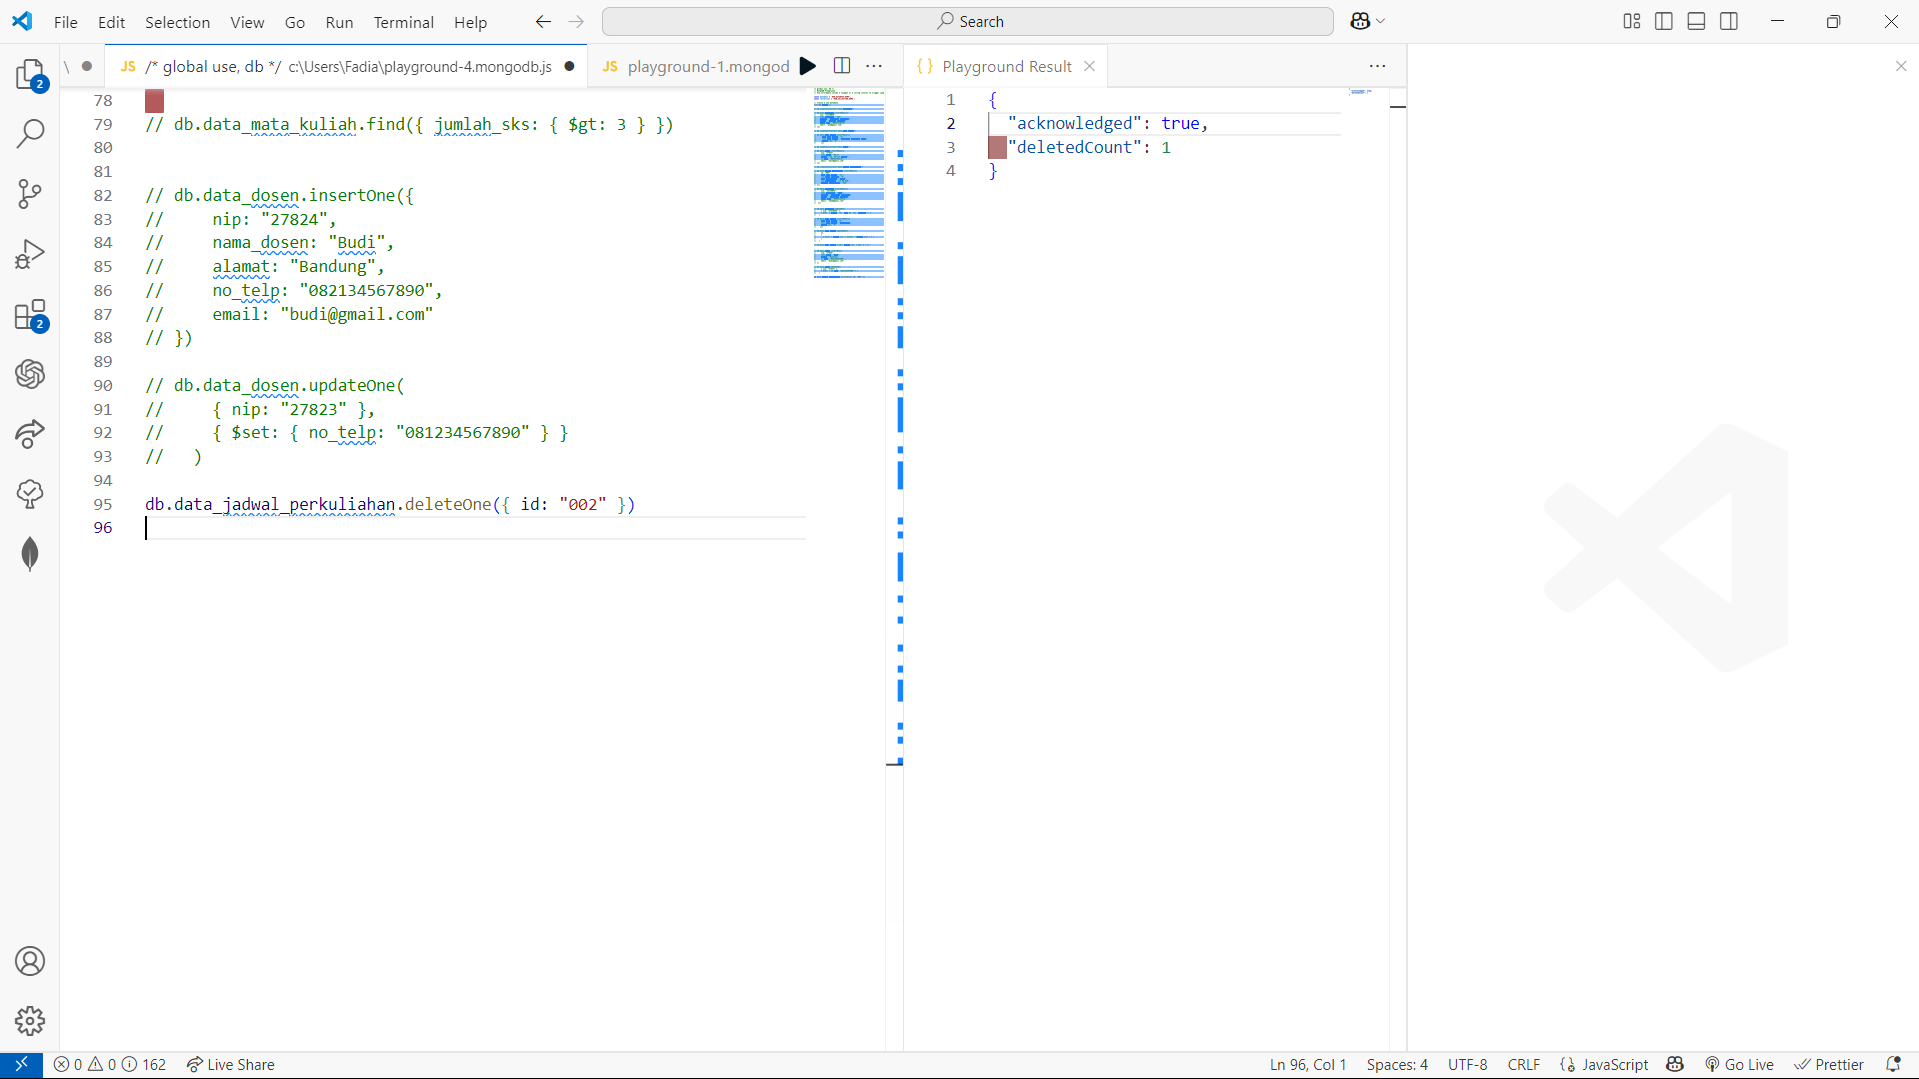 File Edit Selection View Go Run Terminal Help
Search
2
2
\
JS /* global use, db */ c:\Users\Fadia\playground-4.mongodb.js
JS playground-1.mongod
{} Playground Result
78
79 // db.data_mata_kuliah.find({ jumlah_sks: { $gt: 3 } })
80
81
82 // db.data_dosen.insertOne({
83 //     nip: "27824",
84 //     nama_dosen: "Budi",
85 //     alamat: "Bandung",
86 //     no_telp: "082134567890",
87 //     email: "budi@gmail.com"
88 // })
89
90 // db.data_dosen.updateOne(
91 //     { nip: "27823" },
92 //     { $set: { no_telp: "081234567890" } }
93 //   )
94
95 db.data_jadwal_perkuliahan.deleteOne({ id: "002" })
96
1 {
2   "acknowledged": true,
3   "deletedCount": 1
4 }
0 0 162 Live Share
Ln 96, Col 1 Spaces: 4 UTF-8 CRLF {} JavaScript Go Live Prettier